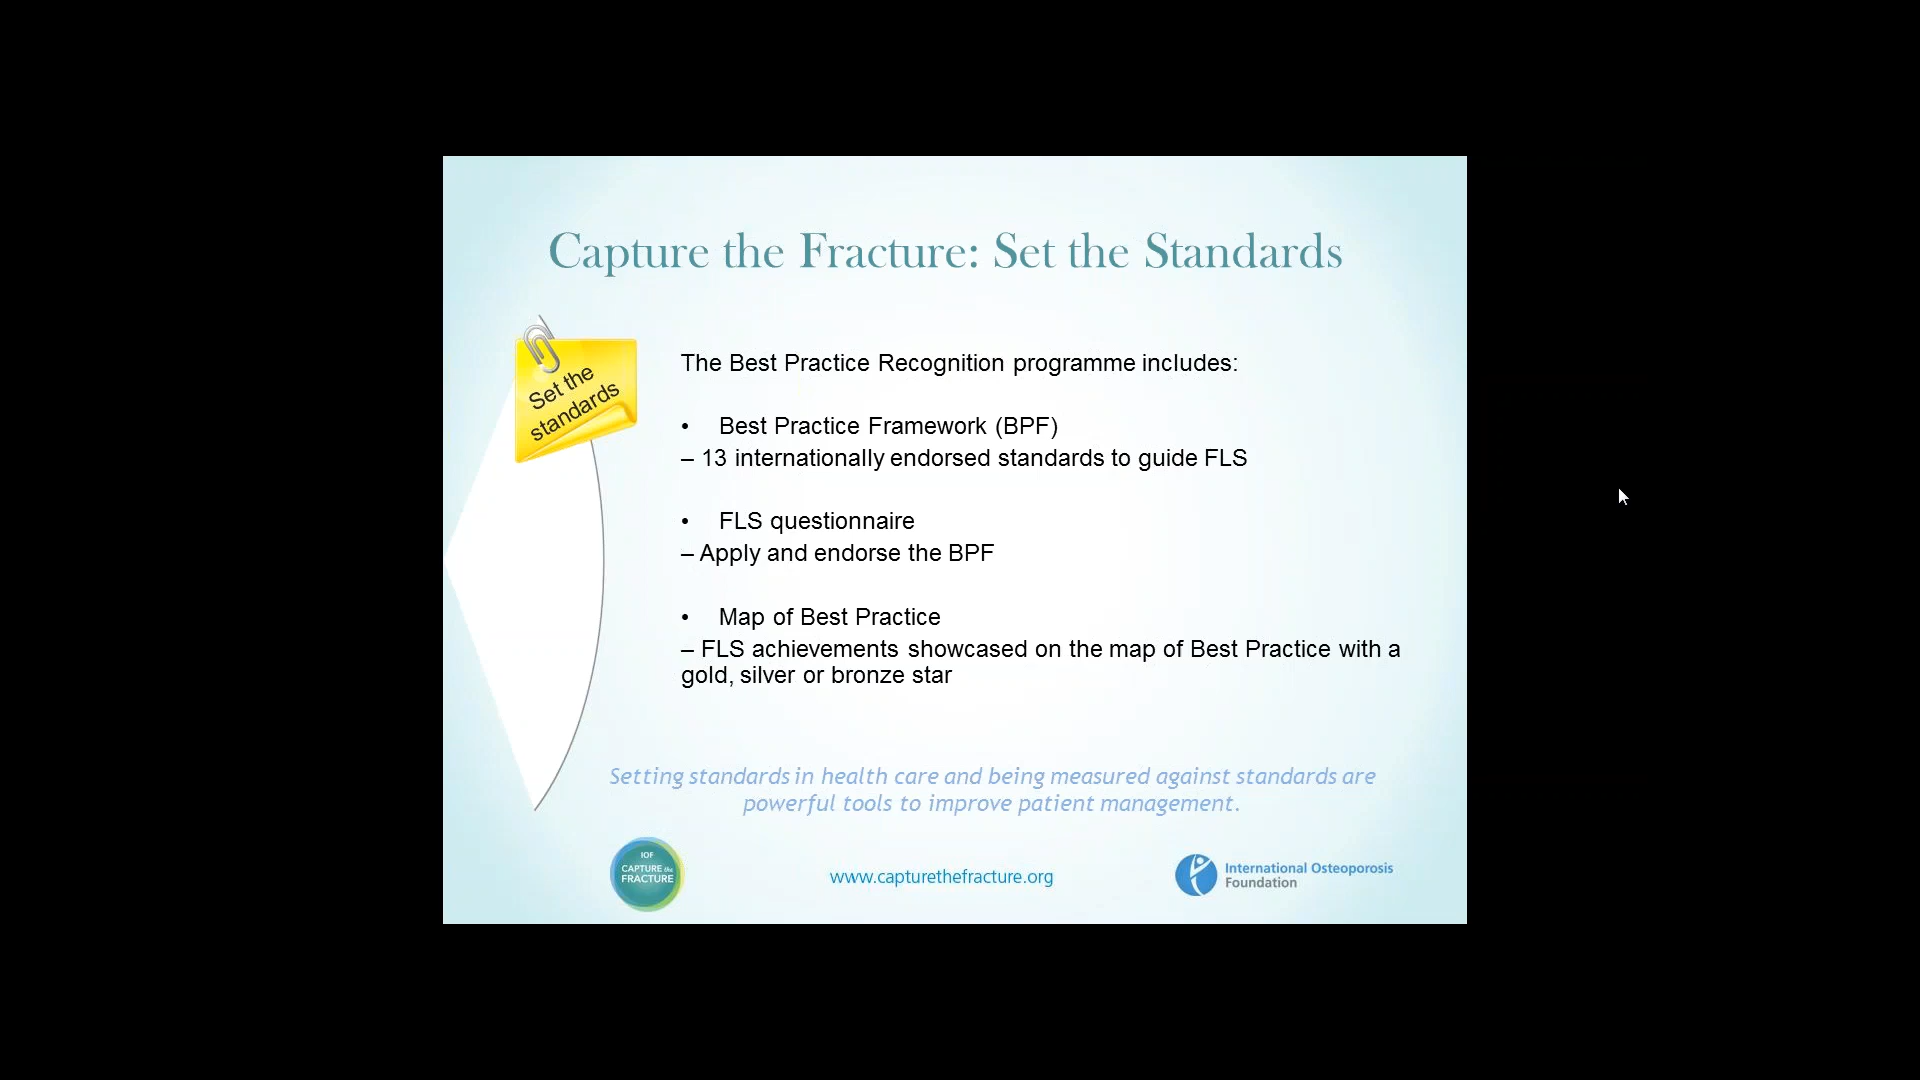 Capture the Fracture: Set the Standards
Set the
standards
The Best Practice Recognition programme includes:
• Best Practice Framework (BPF)
– 13 internationally endorsed standards to guide FLS
• FLS questionnaire
– Apply and endorse the BPF
• Map of Best Practice
– FLS achievements showcased on the map of Best Practice with a
gold, silver or bronze star
Setting standards in health care and being measured against standards are
powerful tools to improve patient management.
IOF
CAPTURE the
FRACTURE
www.capturethefracture.org
International Osteoporosis
Foundation